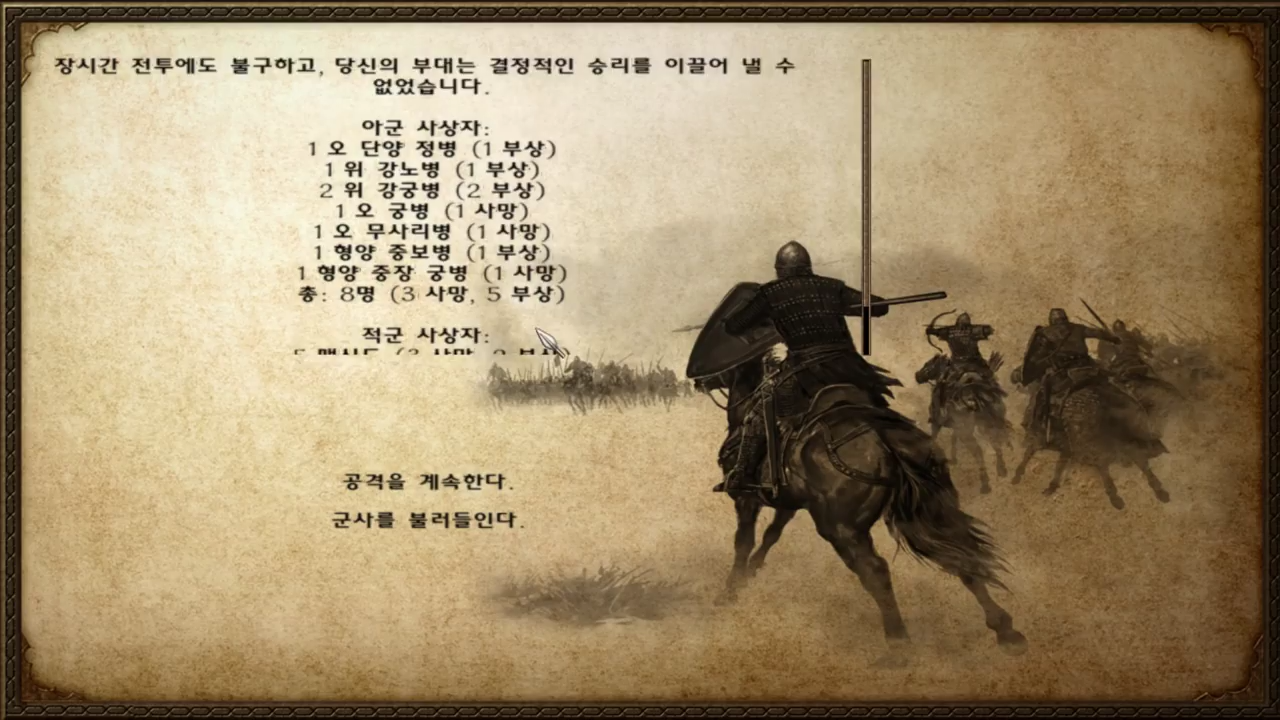 장시간 전투에도 불구하고, 당신의 부대는 결정적인 승리를 이끌어 낼 수
없었습니다.
아군 사상자:
1 오 단양 정병 (1 부상)
1 위 강노병 (1 부상)
2 위 강궁병 (2 부상)
1 오 궁병 (1 사망)
1 오 무사리병 (1 사망)
1 형양 중보병 (1 부상)
1 형양 중장 궁병 (1 사망)
총: 8명 (3 사망, 5 부상)
적군 사상자:
공격을 계속한다.
군사를 불러들인다.